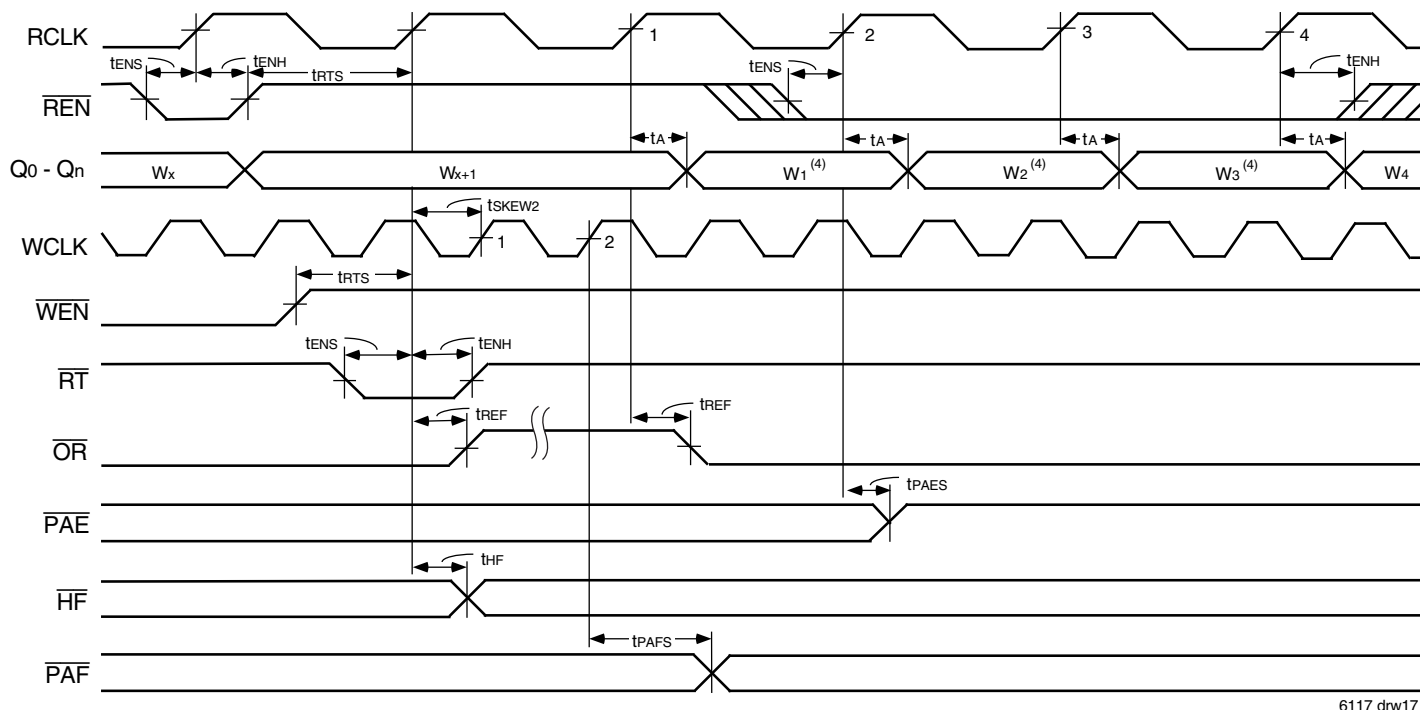 RCLK
1
2
3
4
tENS
tENH
tRTS
tENS
tENH
REN
tA
tA
tA
tA
Q0 - Qn
Wx
Wx+1
W1(4)
W2(4)
W3(4)
W4
tSKEW2
WCLK
1
2
tRTS
WEN
tENS
tENH
RT
tREF
tREF
OR
tPAES
PAE
tHF
HF
tPAFS
PAF
6117 drw17